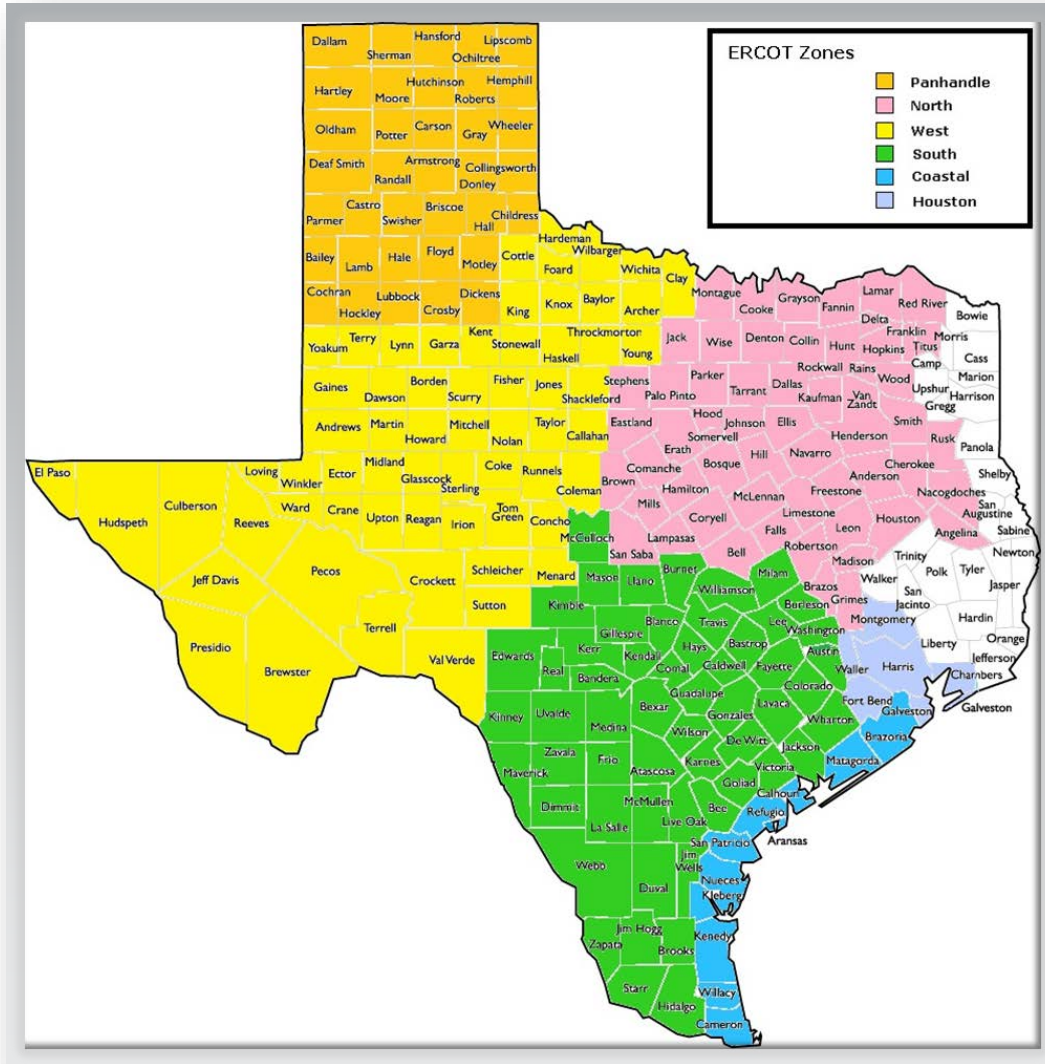 ERCOT Zones
Panhandle
North
West
South
Coastal
Houston
Dallam
Sherman
Hansford
Ochiltree
Lipscomb
Hartley
Moore
Hutchinson
Roberts
Hemphill
Oldham
Potter
Carson
Gray
Wheeler
Deaf Smith
Randall
Armstrong
Donley
Collingsworth
Parmer
Castro
Swisher
Briscoe
Hall
Childress
Bailey
Lamb
Hale
Floyd
Motley
Cottle
Hardeman
Foard
Wilbarger
Wichita
Clay
Cochran
Hockley
Lubbock
Crosby
Dickens
King
Knox
Baylor
Archer
Montague
Cooke
Grayson
Fannin
Lamar
Red River
Bowie
Delta
Franklin
Titus
Morris
Yoakum
Terry
Lynn
Garza
Kent
Stonewall
Haskell
Throckmorton
Young
Jack
Wise
Denton
Collin
Hunt
Hopkins
Camp
Cass
Marion
Gaines
Dawson
Borden
Scurry
Fisher
Jones
Shackleford
Stephens
Palo Pinto
Parker
Tarrant
Dallas
Rockwall
Rains
Kaufman
Van
Zandt
Wood
Upshur
Gregg
Harrison
Andrews
Martin
Howard
Mitchell
Nolan
Taylor
Callahan
Eastland
Erath
Hood
Somervell
Johnson
Ellis
Henderson
Smith
Rusk
Panola
El Paso
Hudspeth
Culberson
Loving
Winkler
Ector
Midland
Glasscock
Sterling
Coke
Runnels
Coleman
Brown
Comanche
Bosque
Hill
Navarro
Anderson
Cherokee
Shelby
Nacogdoches
Reeves
Ward
Crane
Upton
Reagan
Irion
Tom
Green
Concho
McCulloch
Mills
Hamilton
Coryell
McLennan
Limestone
Freestone
Leon
Houston
Angelina
San
Augustine
Sabine
Lampasas
San Saba
Bell
Falls
Robertson
Madison
Trinity
Polk
Tyler
Newton
Jasper
Jeff Davis
Pecos
Crockett
Schleicher
Menard
Mason
Llano
Burnet
Williamson
Milam
Brazos
Grimes
Walker
San
Jacinto
Hardin
Presidio
Brewster
Terrell
Sutton
Kimble
Gillespie
Blanco
Travis
Lee
Burleson
Washington
Montgomery
Liberty
Orange
Jefferson
Val Verde
Edwards
Real
Kerr
Bandera
Kendall
Comal
Hays
Caldwell
Bastrop
Fayette
Austin
Waller
Harris
Chambers
Kinney
Uvalde
Medina
Bexar
Guadalupe
Gonzales
Lavaca
Colorado
Wharton
Fort Bend
Galveston
Galveston
Brazoria
Maverick
Zavala
Frio
Atascosa
Wilson
Karnes
De Witt
Jackson
Victoria
Matagorda
Goliad
Calhoun
Dimmit
La Salle
McMullen
Live Oak
Bee
Refugio
Aransas
San Patricio
Webb
Duval
Jim
Wells
Nueces
Kleberg
Zapata
Jim Hogg
Brooks
Kenedy
Starr
Hidalgo
Willacy
Cameron